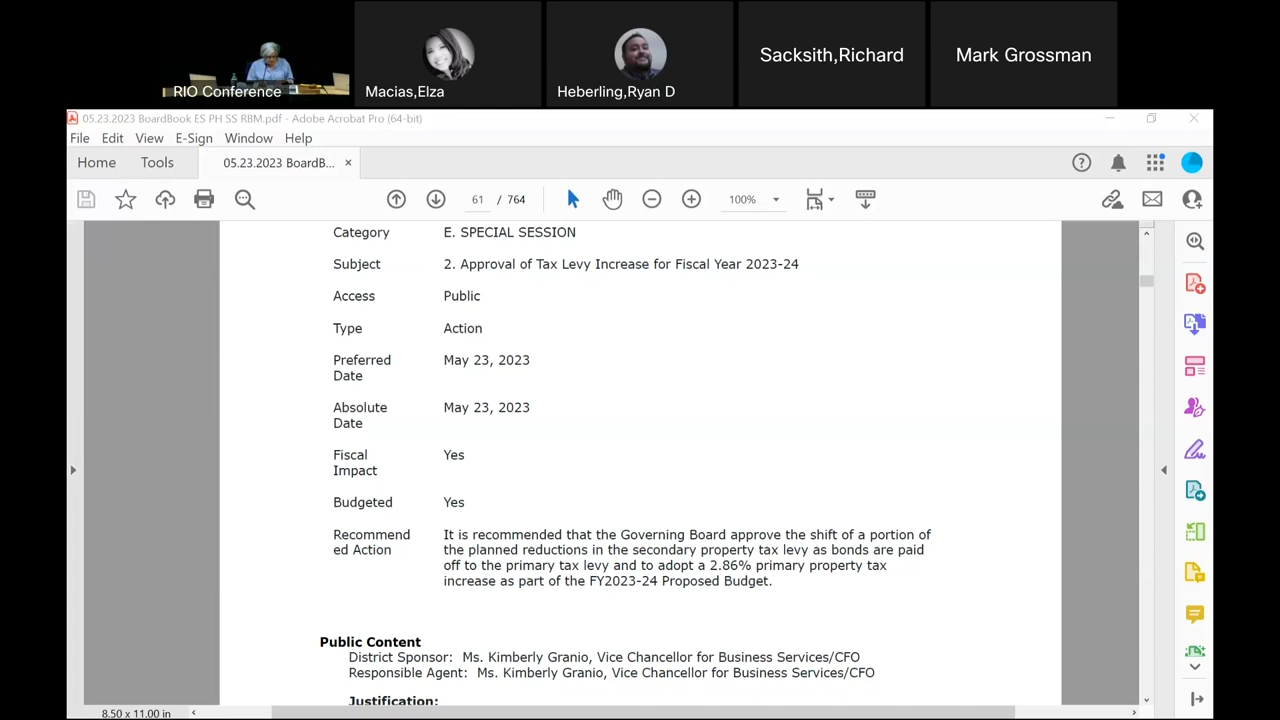 RIO Conference
Macias,Elza
Heberling,Ryan D
Sacksith,Richard
Mark Grossman
05.23.2023 BoardBook ES PH SS RBM.pdf - Adobe Acrobat Pro (64-bit)
File Edit View E-Sign Window Help
Home Tools 05.23.2023 BoardB... ×
61 / 764 100%
Category E. SPECIAL SESSION
Subject 2. Approval of Tax Levy Increase for Fiscal Year 2023-24
Access Public
Type Action
Preferred May 23, 2023
Date
Absolute May 23, 2023
Date
Fiscal Yes
Impact
Budgeted Yes
Recommend It is recommended that the Governing Board approve the shift of a portion of
ed Action the planned reductions in the secondary property tax levy as bonds are paid
off to the primary tax levy and to adopt a 2.86% primary property tax
increase as part of the FY2023-24 Proposed Budget.
Public Content
District Sponsor: Ms. Kimberly Granio, Vice Chancellor for Business Services/CFO
Responsible Agent: Ms. Kimberly Granio, Vice Chancellor for Business Services/CFO
Justification:
8.50 x 11.00 in